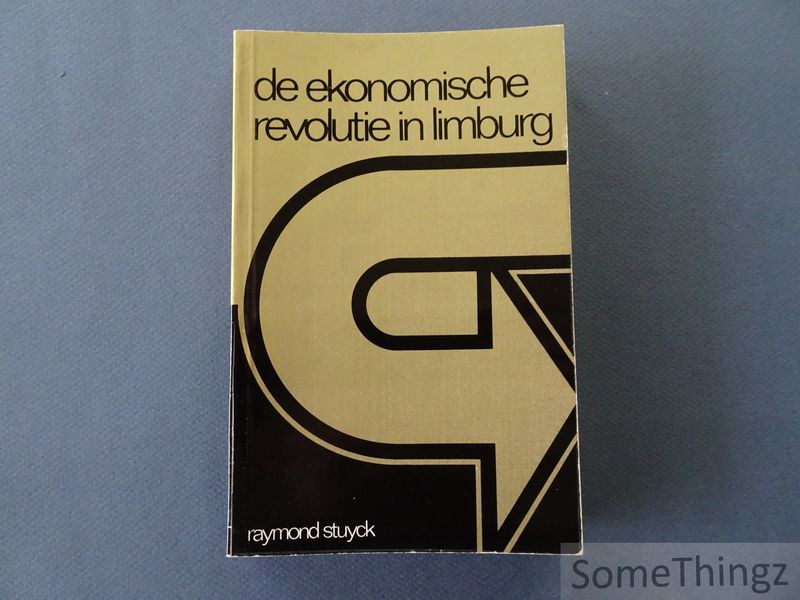 de ekonomische
revolutie in limburg
raymond stuyck
SomeThingz